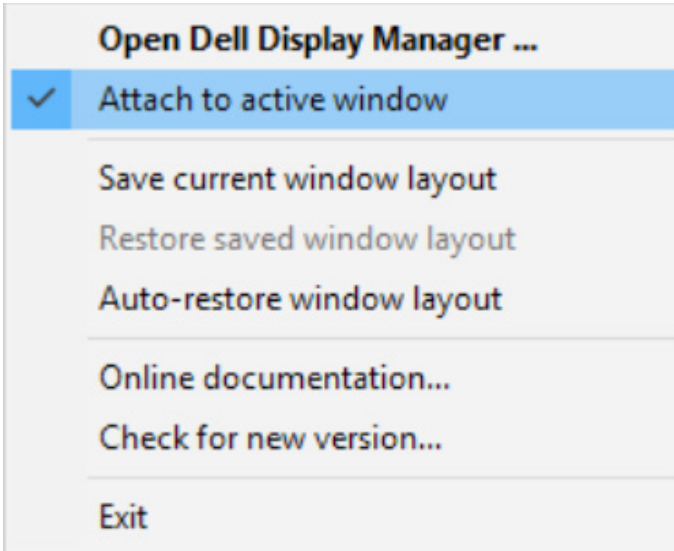 Open Dell Display Manager ...
Attach to active window
Save current window layout
Restore saved window layout
Auto-restore window layout
Online documentation...
Check for new version...
Exit